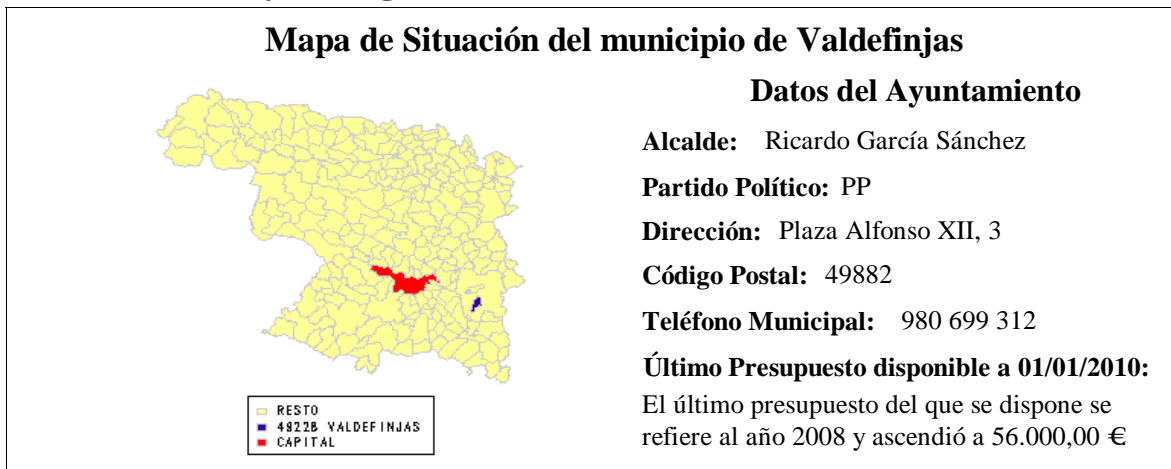 Mapa de Situación del municipio de Valdefinjas
Datos del Ayuntamiento
Alcalde: Ricardo García Sánchez
Partido Político: PP
Dirección: Plaza Alfonso XII, 3
Código Postal: 49882
Teléfono Municipal: 980 699 312
Último Presupuesto disponible a 01/01/2010:
El último presupuesto del que se dispone se
refiere al año 2008 y ascendió a 56.000,00 €
RESTO
VALDEFINJAS
CAPITAL